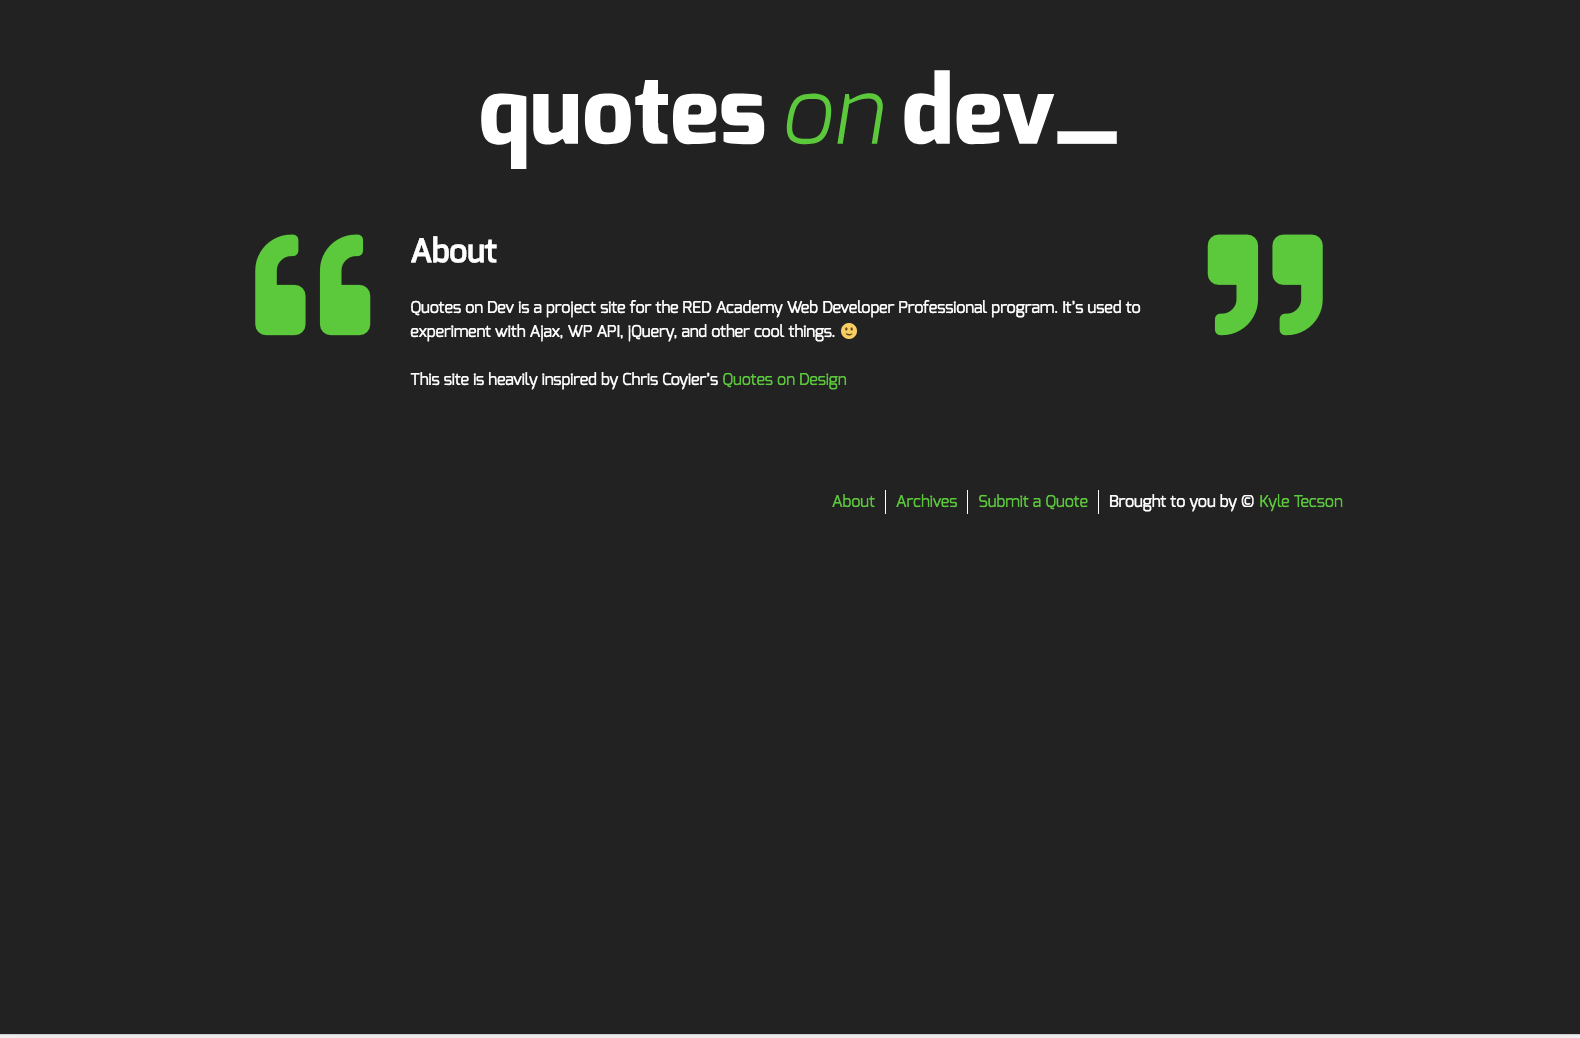 quotes on dev_
About
Quotes on Dev is a project site for the RED Academy Web Developer Professional program. It's used to
experiment with Ajax, WP API, jQuery, and other cool things. 🙂
This site is heavily inspired by Chris Coyier's Quotes on Design
About | Archives | Submit a Quote | Brought to you by © Kyle Tecson